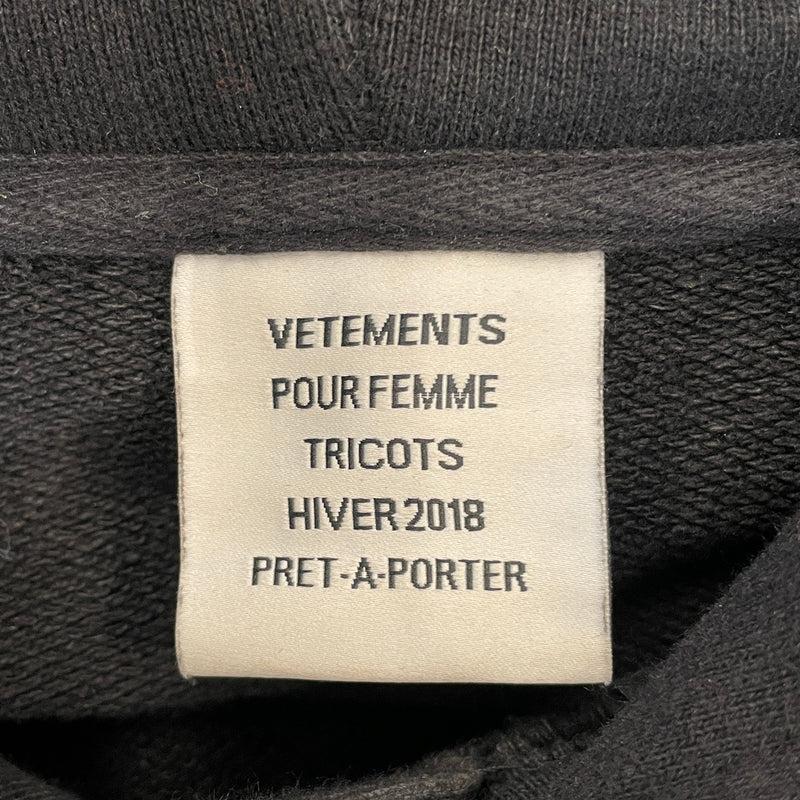 VETEMENTS
POUR FEMME
TRICOTS
HIVER 2018
PRET-A-PORTER